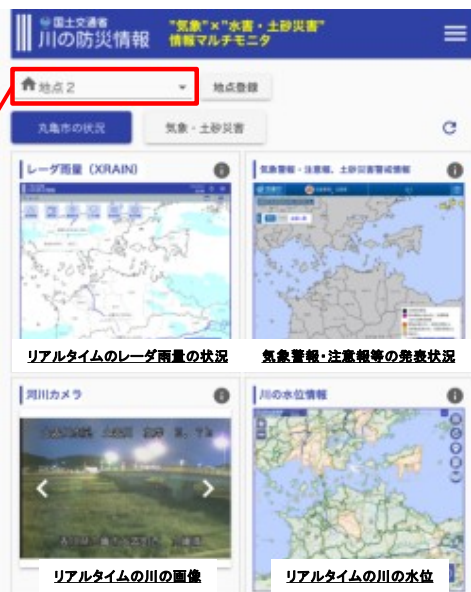 国土交通省
川の防災情報
"気象"×"水害・土砂災害"
情報マルチモニタ
地点2
地点登録
丸亀市の状況
気象・土砂災害
レーダ雨量（XRAIN）
気象警報・注意報、土砂災害警戒情報
リアルタイムのレーダ雨量の状況
気象警報・注意報等の発表状況
河川カメラ
川の水位情報
リアルタイムの川の画像
リアルタイムの川の水位